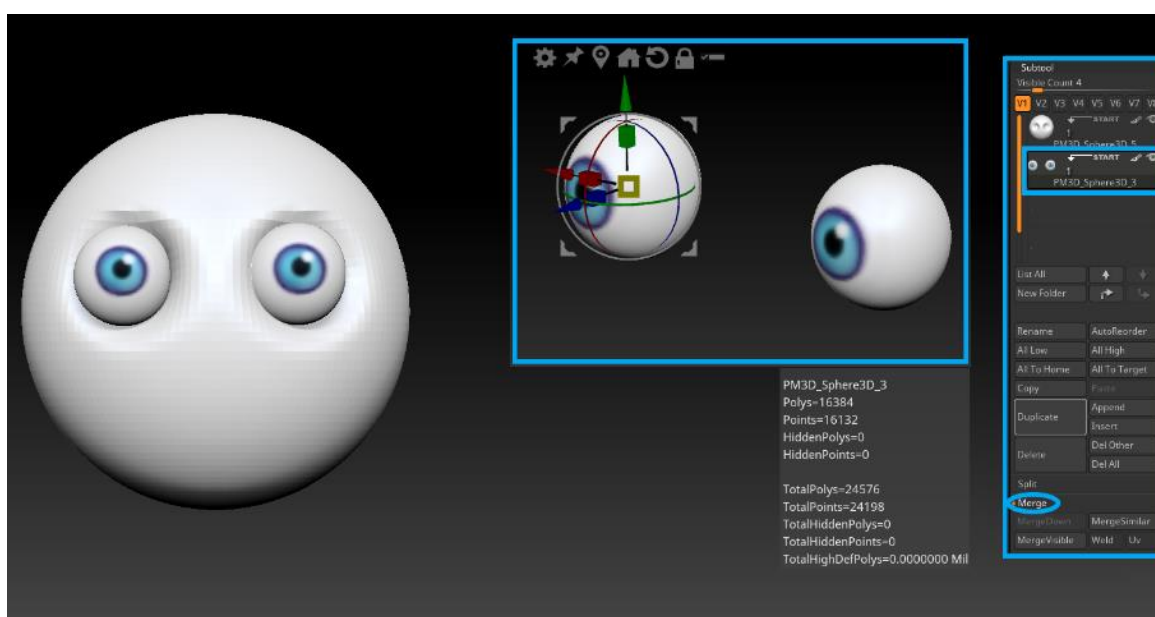 PM3D_Sphere3D_3
Polys=16384
Points=16132
HiddenPolys=0
HiddenPoints=0
TotalPolys=24576
TotalPoints=24198
TotalHiddenPolys=0
TotalHiddenPoints=0
TotalHighDefPolys=0.0000000 Mil
Subtool
Visible Count 4
V1 V2 V3 V4 V5 V6 V7
START
1
PM3D_Sphere3D_5
START
1
PM3D_Sphere3D_3
List All
New Folder
Rename AutoReorder
All Low All High
All To Home All To Target
Copy Paste
Duplicate
Append
Insert
Delete
Del Other
Del All
Split
Merge
MergeDown MergeSimilar
MergeVisible Weld Uv